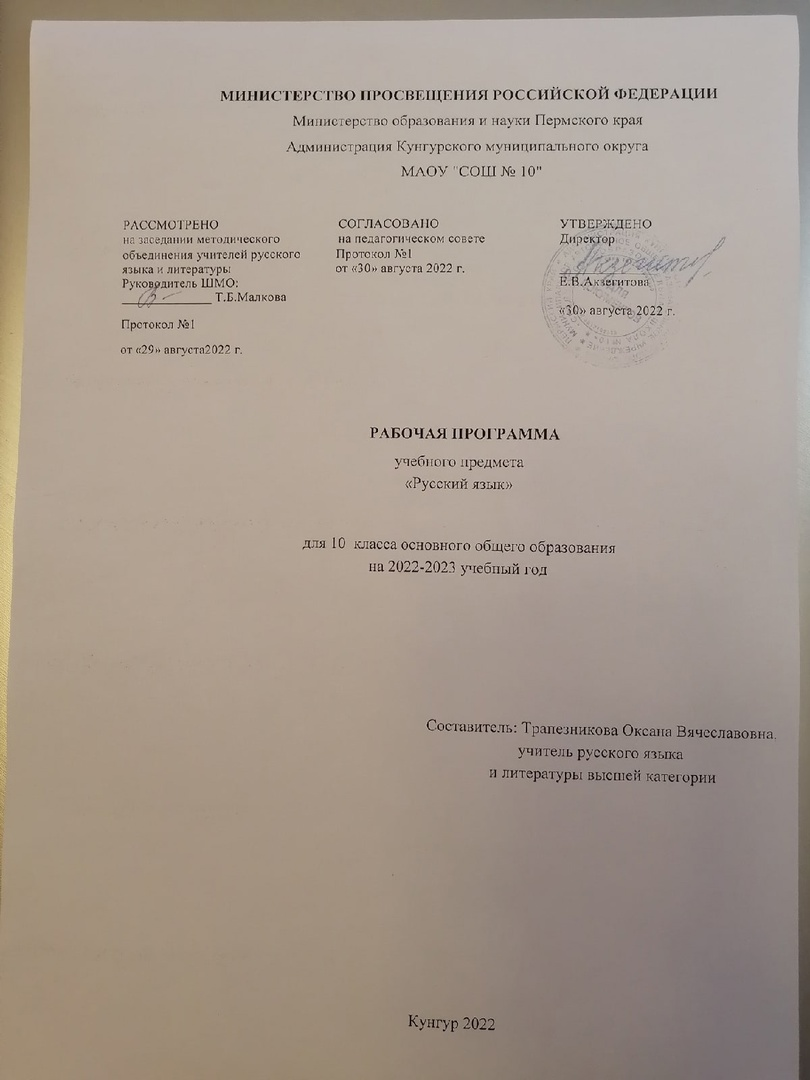 МИНИСТЕРСТВО ПРОСВЕЩЕНИЯ РОССИЙСКОЙ ФЕДЕРАЦИИ
Министерство образования и науки Пермского края
Администрация Кунгурского муниципального округа
МАОУ "СОШ № 10"
РАССМОТРЕНО
на заседании методического
объединения учителей русского
языка и литературы
Руководтель ШМО:
Т.Б.Малкова
Протокол №1
от «29» августа2022 г.
СОГЛАСОВАНО
на педагогическом совете
Протокол №1
от «30» августа 2022 г.
УТВЕРЖДЕНО
Директор
Е.В.Аквегитова
«30» августа 2022 г.
РАБОЧАЯ ПРОГРАММА
учебного предмета
«Русский язык»
для 10 класса основного общего образования
на 2022-2023 учебный год
Составитель: Трапезникова Оксана Вячеславовна,
учитель русского языка
и литературы высшей категории
Кунгур 2022